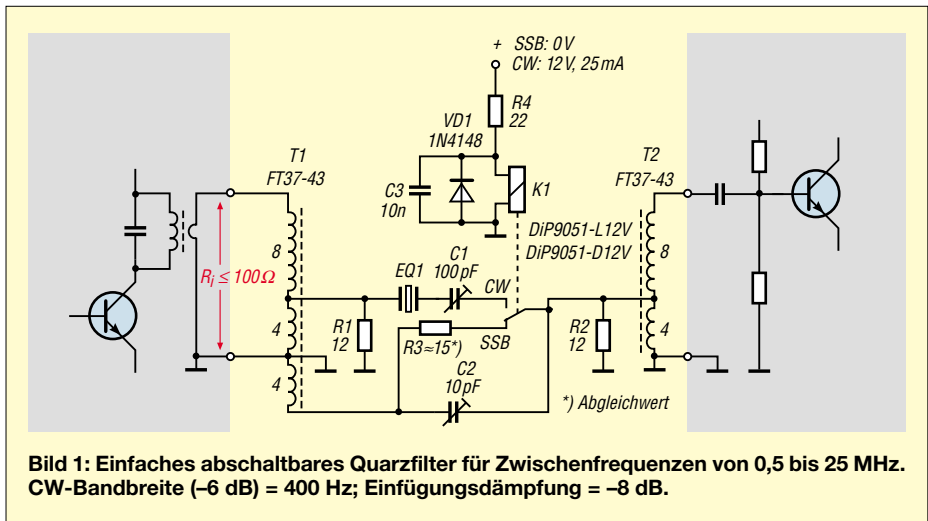 + SSB: 0V
CW: 12V, 25mA
R4
22
VD1
1N4148
T1
FT37-43
T2
FT37-43
C3
10n
K1
DiP9051-L12V
DiP9051-D12V
8
8
Ri ≤ 100Ω
EQ1
C1
100pF
CW
4
R1
12
R3≈15*)
SSB
R2
12
4
4
C2
10pF
*) Abgleichwert
Bild 1: Einfaches abschaltbares Quarzfilter für Zwischenfrequenzen von 0,5 bis 25 MHz.
CW-Bandbreite (–6 dB) = 400 Hz; Einfügungsdämpfung = –8 dB.